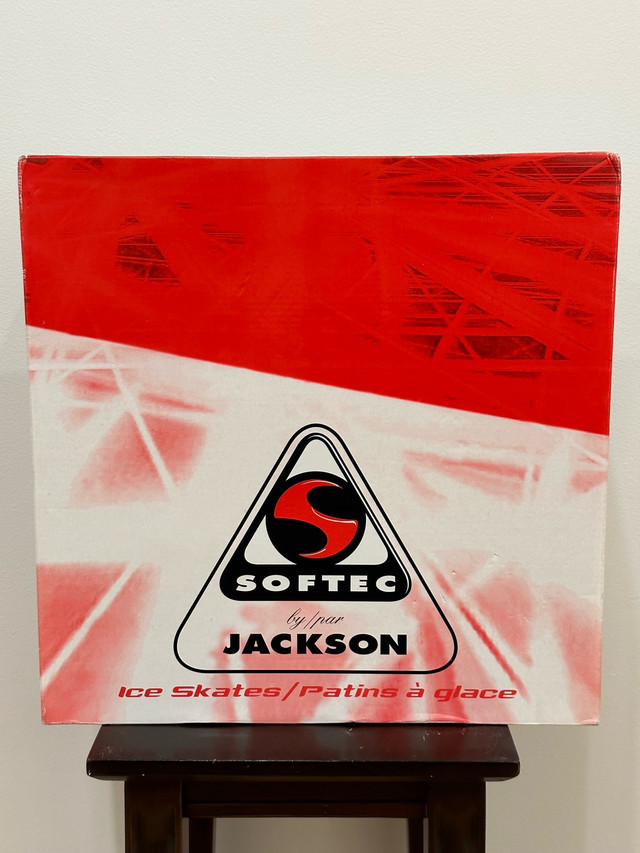 SOFTEC
by/par
JACKSON
Ice Skates/Patins à glace